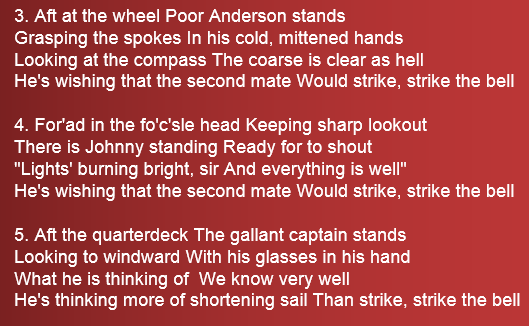 3. Aft at the wheel Poor Anderson stands
Grasping the spokes In his cold, mittened hands
Looking at the compass The coarse is clear as hell
He's wishing that the second mate Would strike, strike the bell
4. For'ad in the fo'c'sle head Keeping sharp lookout
There is Johnny standing Ready for to shout
"Lights' burning bright, sir And everything is well"
He's wishing that the second mate Would strike, strike the bell
5. Aft the quarterdeck The gallant captain stands
Looking to windward With his glasses in his hand
What he is thinking of  We know very well
He's thinking more of shortening sail Than strike, strike the bell